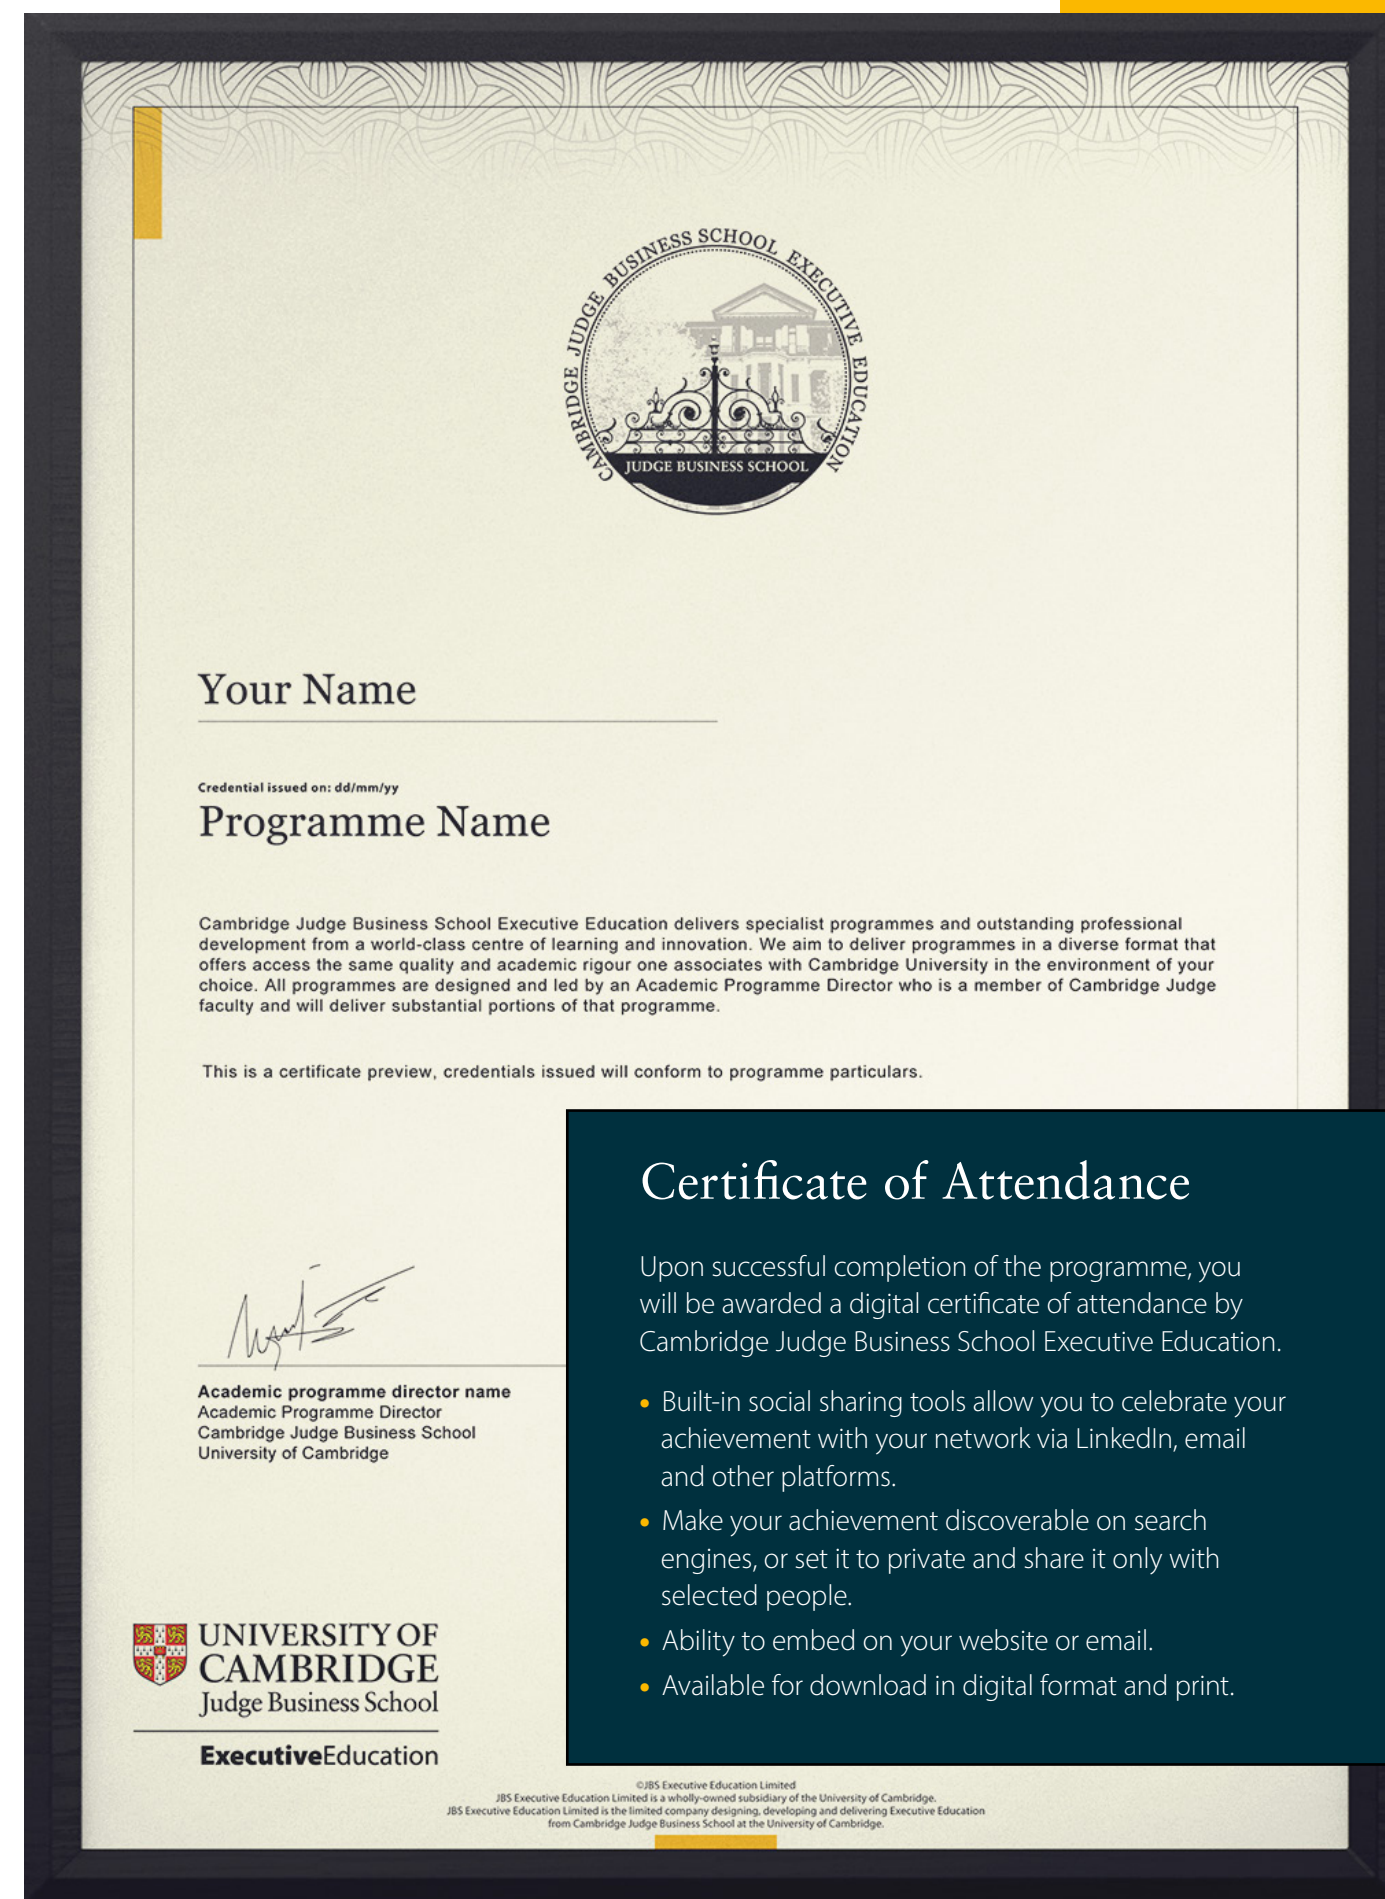 CAMBRIDGE JUDGE BUSINESS SCHOOL EXECUTIVE EDUCATION
JUDGE BUSINESS SCHOOL
Your Name
Credential issued on: dd/mm/yy
Programme Name
Cambridge Judge Business School Executive Education delivers specialist programmes and outstanding professional
development from a world-class centre of learning and innovation. We aim to deliver programmes in a diverse format that
offers access the same quality and academic rigour one associates with Cambridge University in the environment of your
choice. All programmes are designed and led by an Academic Programme Director who is a member of Cambridge Judge
faculty and will deliver substantial portions of that programme.
This is a certificate preview, credentials issued will conform to programme particulars.
Academic programme director name
Academic Programme Director
Cambridge Judge Business School
University of Cambridge
UNIVERSITY OF
CAMBRIDGE
Judge Business School
ExecutiveEducation
Certificate of Attendance
Upon successful completion of the programme, you
will be awarded a digital certificate of attendance by
Cambridge Judge Business School Executive Education.
• Built-in social sharing tools allow you to celebrate your
achievement with your network via LinkedIn, email
and other platforms.
• Make your achievement discoverable on search
engines, or set it to private and share it only with
selected people.
• Ability to embed on your website or email.
• Available for download in digital format and print.
©JBS Executive Education Limited
JBS Executive Education Limited is a wholly-owned subsidiary of the University of Cambridge.
JBS Executive Education Limited is the limited company designing, developing and delivering Executive Education
from Cambridge Judge Business School at the University of Cambridge.